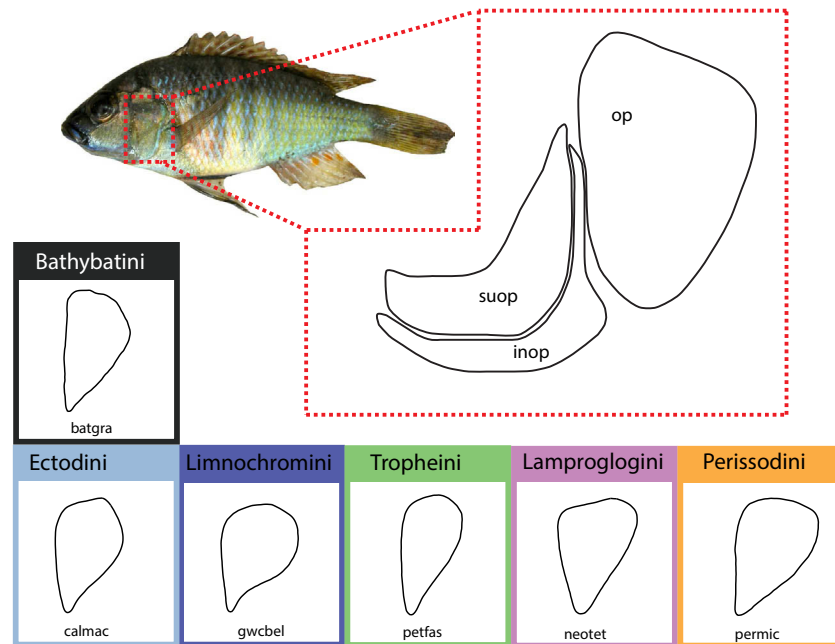 op
suop
inop
Bathybatini
batgra
Ectodini
Limnochromini
Tropheini
Lamproglogini
Perissodini
calmac
gwcbel
petfas
neotet
permic